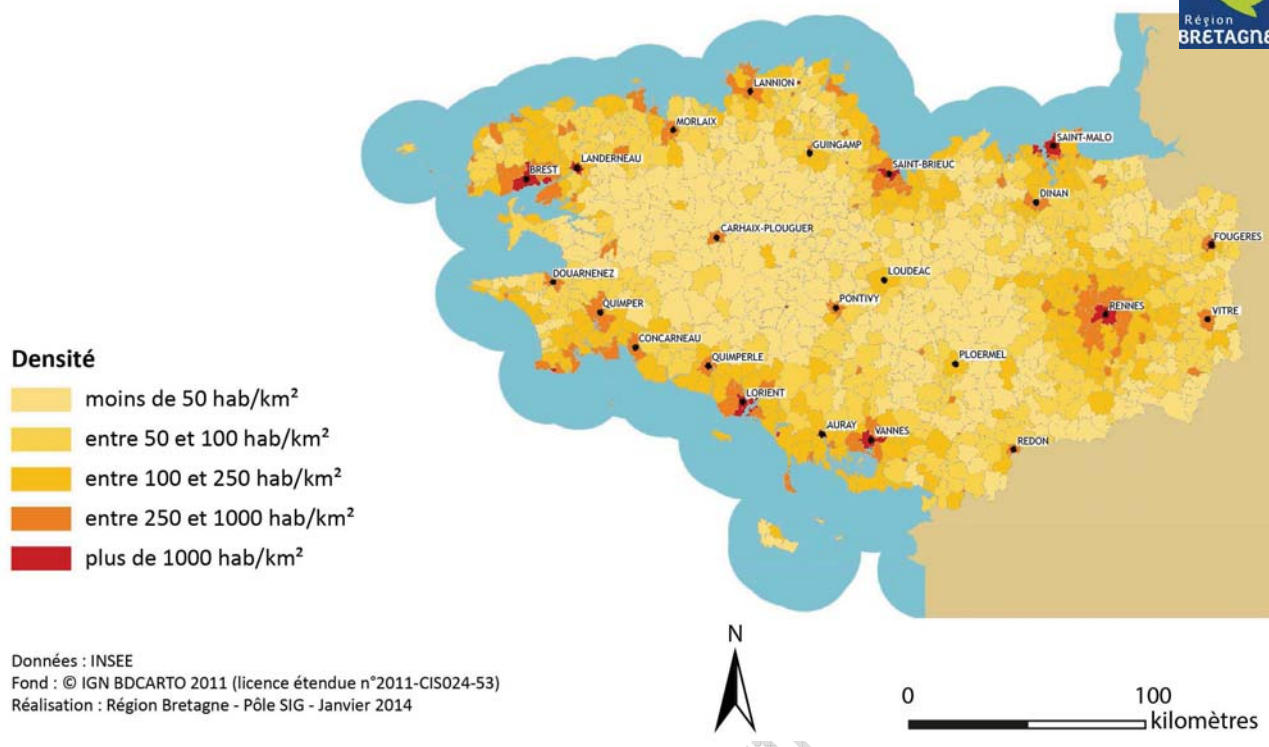 Région
BRETAGNE
LANNION
MORLAIX
GUINGAMP
SAINT-MALO
LANDERNEAU
BREST
SAINT-BRIEUC
DINAN
CARHAIX-PLOUGUER
FOUGERES
DOUARNENEZ
LOUDEAC
QUIMPER
PONTIVY
RENNES
VITRE
CONCARNEAU
QUIMPERLE
PLOERMEL
LORIENT
AURAY
VANNES
REDON
Densité
moins de 50 hab/km²
entre 50 et 100 hab/km²
entre 100 et 250 hab/km²
entre 250 et 1000 hab/km²
plus de 1000 hab/km²
Données : INSEE
Fond : © IGN BDCARTO 2011 (licence étendue n°2011-CIS024-53)
Réalisation : Région Bretagne - Pôle SIG - Janvier 2014
N
0 100
kilomètres